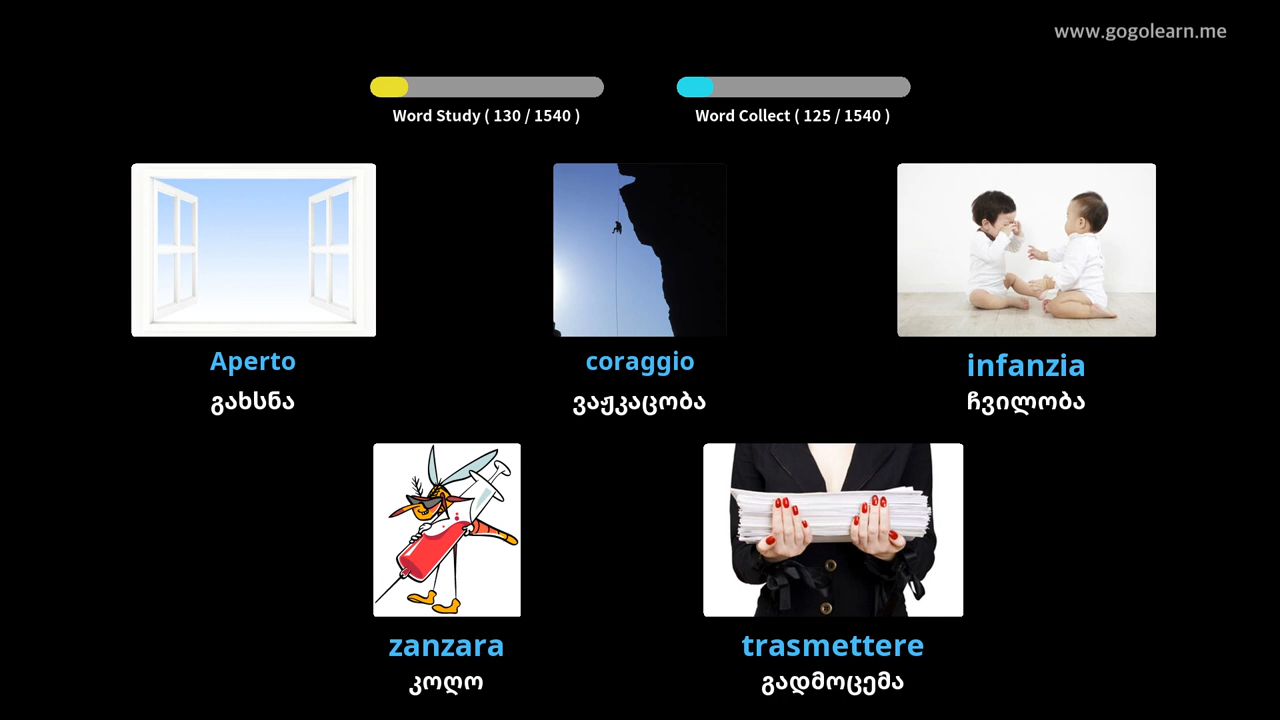 www.gogolearn.me
Word Study ( 130 / 1540 )
Word Collect ( 125 / 1540 )
Aperto
გახსნა
coraggio
ვაჟკაცობა
infanzia
ჩვილობა
zanzara
კოღო
trasmettere
გადმოცემა